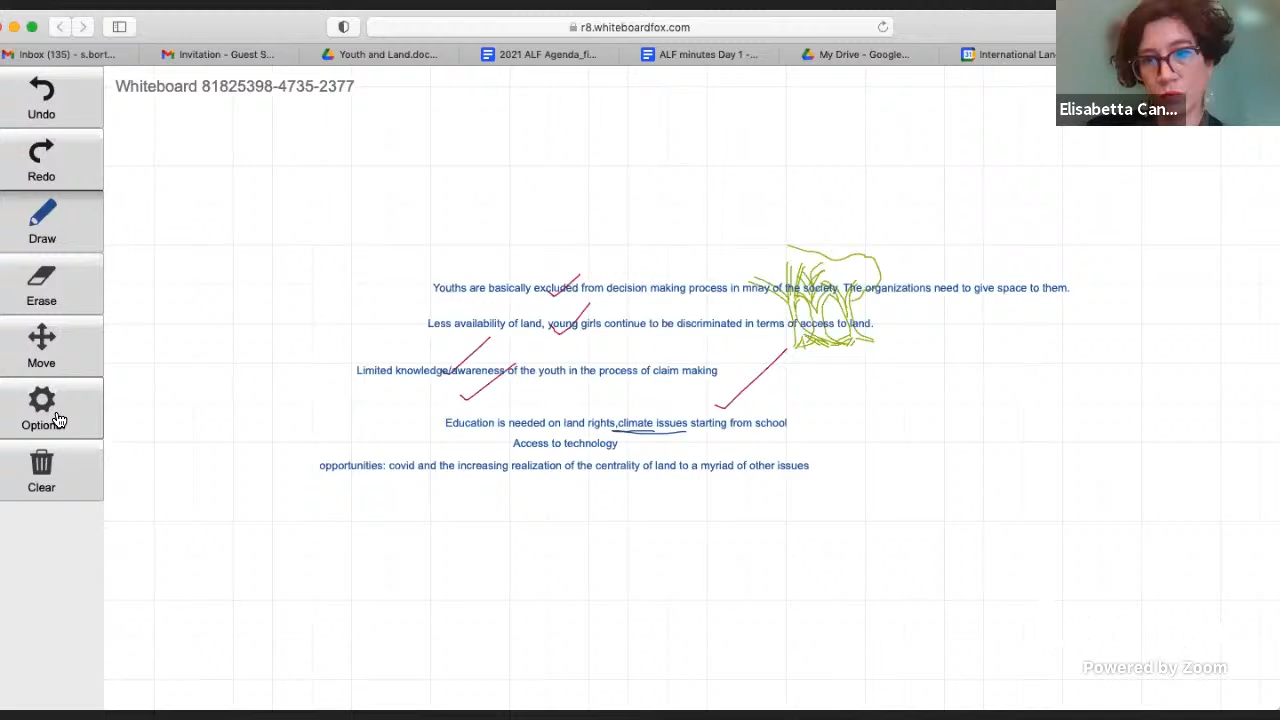 r8.whiteboardfox.com
Inbox (135) - s.bort...
Invitation - Guest S...
Youth and Land.doc...
2021 ALF Agenda_fi...
ALF minutes Day 1 -...
My Drive - Google...
International Lan
Whiteboard 81825398-4735-2377
Elisabetta Can...
Undo
Redo
Draw
Erase
Move
Options
Clear
Youths are basically excluded from decision making process in mnay of the society. The organizations need to give space to them.
Less availability of land, young girls continue to be discriminated in terms of access to land.
Limited knowledge/awareness of the youth in the process of claim making
Education is needed on land rights,climate issues starting from school
Access to technology
opportunities: covid and the increasing realization of the centrality of land to a myriad of other issues
Powered by Zoom